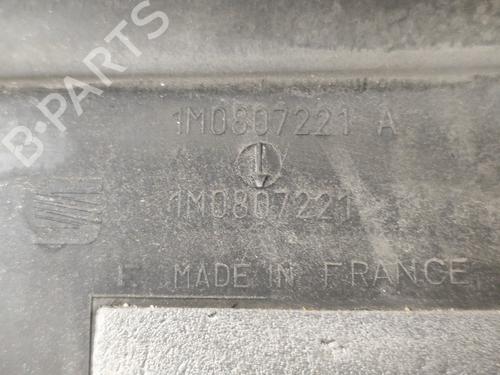 B-PARTS
1M0807221 A
1M0807221
F MADE IN FRANCE